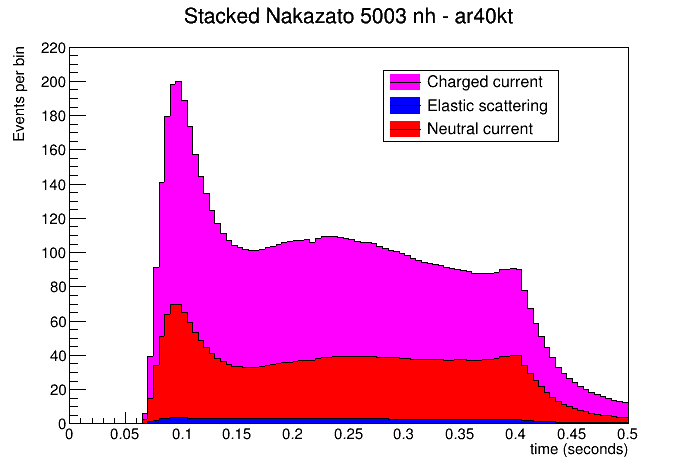 Stacked Nakazato 5003 nh - ar40kt
Events per bin
220
200
180
160
140
120
100
80
60
40
20
0
Charged current
Elastic scattering
Neutral current
0 0.05 0.1 0.15 0.2 0.25 0.3 0.35 0.4 0.45 0.5
time (seconds)